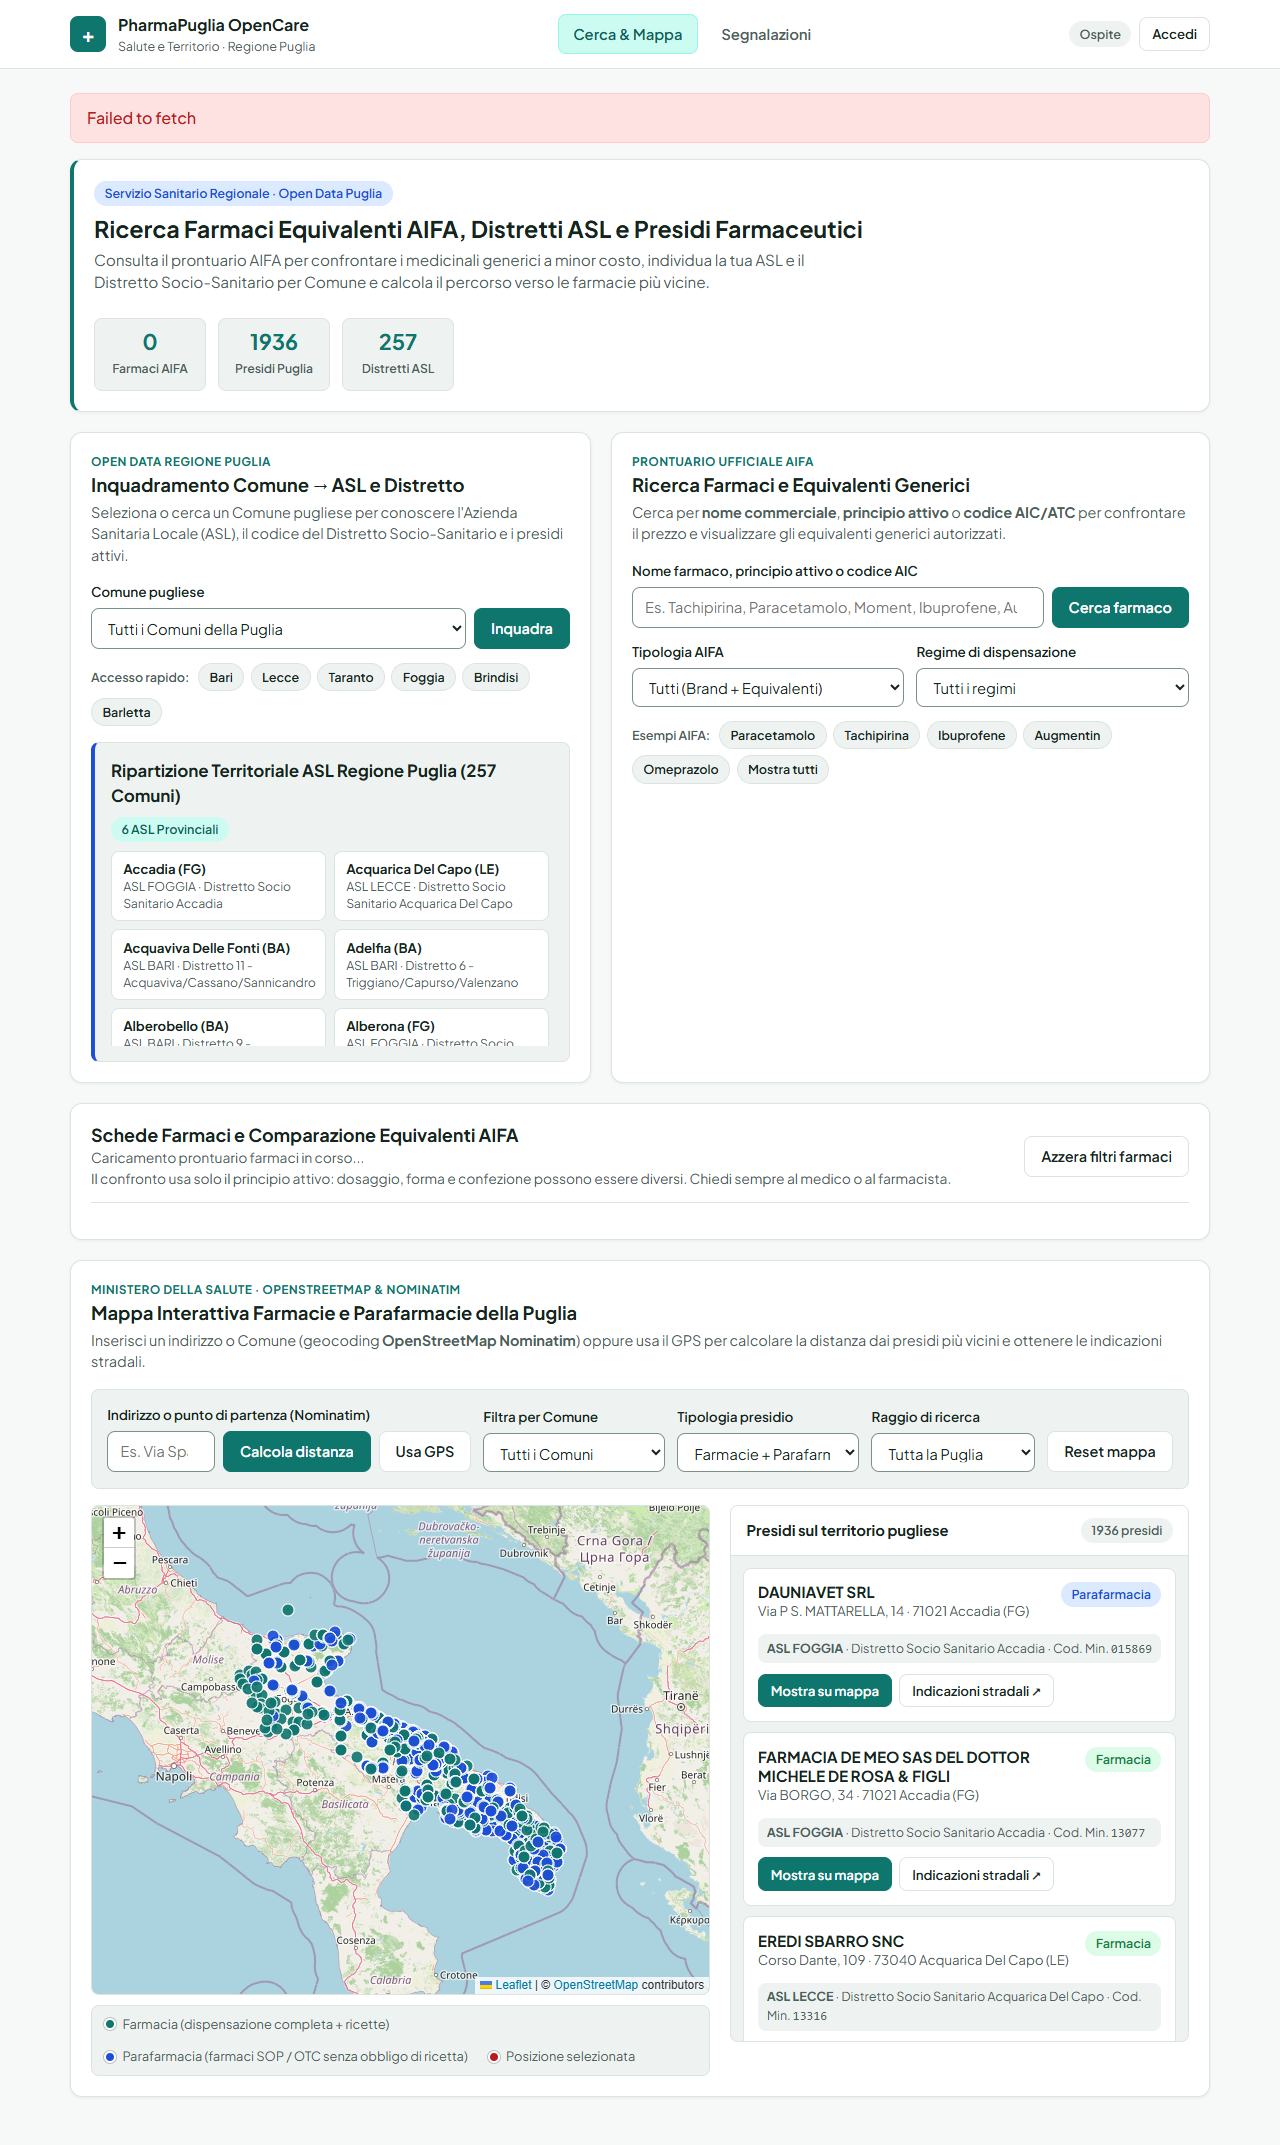 +
PharmaPuglia OpenCare
Salute e Territorio · Regione Puglia
Cerca & Mappa
Segnalazioni
Ospite
Accedi
Failed to fetch
Servizio Sanitario Regionale · Open Data Puglia
Ricerca Farmaci Equivalenti AIFA, Distretti ASL e Presidi Farmaceutici
Consulta il prontuario AIFA per confrontare i medicinali generici a minor costo, individua la tua ASL e il
Distretto Socio-Sanitario per Comune e calcola il percorso verso le farmacie più vicine.
0
Farmaci AIFA
1936
Presidi Puglia
257
Distretti ASL
OPEN DATA REGIONE PUGLIA
Inquadramento Comune → ASL e Distretto
Seleziona o cerca un Comune pugliese per conoscere l'Azienda
Sanitaria Locale (ASL), il codice del Distretto Socio-Sanitario e i presidi
attivi.
Comune pugliese
Tutti i Comuni della Puglia
Inquadra
Accesso rapido:
Bari
Lecce
Taranto
Foggia
Brindisi
Barletta
Ripartizione Territoriale ASL Regione Puglia (257
Comuni)
6 ASL Provinciali
Accadia (FG)
ASL FOGGIA · Distretto Socio
Sanitario Accadia
Acquarica Del Capo (LE)
ASL LECCE · Distretto Socio
Sanitario Acquarica Del Capo
Acquaviva Delle Fonti (BA)
ASL BARI · Distretto 11 -
Acquaviva/Cassano/Sannicandro
Adelfia (BA)
ASL BARI · Distretto 6 -
Triggiano/Capurso/Valenzano
Alberobello (BA)
ASL BARI · Distretto 9 -
Alberona (FG)
ASL FOGGIA · Distretto Socio
PRONTUARIO UFFICIALE AIFA
Ricerca Farmaci e Equivalenti Generici
Cerca per nome commerciale, principio attivo o codice AIC/ATC per confrontare
il prezzo e visualizzare gli equivalenti generici autorizzati.
Nome farmaco, principio attivo o codice AIC
Es. Tachipirina, Paracetamolo, Moment, Ibuprofene, Au
Cerca farmaco
Tipologia AIFA
Regime di dispensazione
Tutti (Brand + Equivalenti)
Tutti i regimi
Esempi AIFA:
Paracetamolo
Tachipirina
Ibuprofene
Augmentin
Omeprazolo
Mostra tutti
Schede Farmaci e Comparazione Equivalenti AIFA
Caricamento prontuario farmaci in corso...
Il confronto usa solo il principio attivo: dosaggio, forma e confezione possono essere diversi. Chiedi sempre al medico o al farmacista.
Azzera filtri farmaci
MINISTERO DELLA SALUTE · OPENSTREETMAP & NOMINATIM
Mappa Interattiva Farmacie e Parafarmacie della Puglia
Inserisci un indirizzo o Comune (geocoding OpenStreetMap Nominatim) oppure usa il GPS per calcolare la distanza dai presidi più vicini e ottenere le indicazioni
stradali.
Indirizzo o punto di partenza (Nominatim)
Filtra per Comune
Tipologia presidio
Raggio di ricerca
Es. Via Sp
Calcola distanza
Usa GPS
Tutti i Comuni
Farmacie + Parafarn
Tutta la Puglia
Reset mappa
+
−
scoli Piceno
županija
Bijelo Polje
Dubrovačko-
neretvanska
županija
Trebinje
Dubrovnik
Crna Gora /
Црна Гора
Pescara
Chieti
Abruzzo
Cetinje
Bar
Shkodër
none
Molise
Campobass
Fog
Tiranë
Durrës
Shqipëri
Caserta
Beneve
Avellino
Napoli
Campania
Potenza
Matera
Basilicata
disi
Lushnjë
Berat
Fier
Vlorë
Κέρκυρα
Cosenza
Calabria
Crotone
Leaflet | © OpenStreetMap contributors
Farmacia (dispensazione completa + ricette)
Parafarmacia (farmaci SOP / OTC senza obbligo di ricetta)
Posizione selezionata
Presidi sul territorio pugliese
1936 presidi
DAUNIAVET SRL
Parafarmacia
Via P S. MATTARELLA, 14 · 71021 Accadia (FG)
ASL FOGGIA · Distretto Socio Sanitario Accadia · Cod. Min. 015869
Mostra su mappa
Indicazioni stradali ↗
FARMACIA DE MEO SAS DEL DOTTOR
MICHELE DE ROSA & FIGLI
Farmacia
Via BORGO, 34 · 71021 Accadia (FG)
ASL FOGGIA · Distretto Socio Sanitario Accadia · Cod. Min. 13077
Mostra su mappa
Indicazioni stradali ↗
EREDI SBARRO SNC
Farmacia
Corso Dante, 109 · 73040 Acquarica Del Capo (LE)
ASL LECCE · Distretto Socio Sanitario Acquarica Del Capo · Cod.
Min. 13316